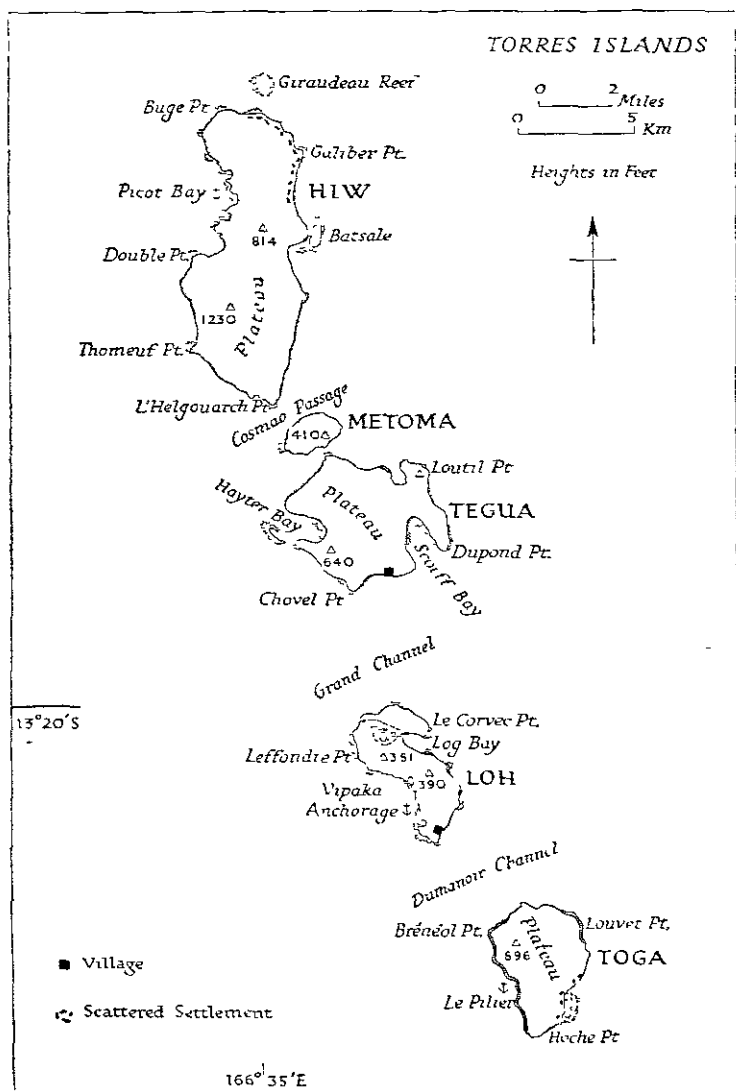 TORRES ISLANDS
0 2
Miles
0 5
Km
Heights in Feet
Giraudeau Reef
Buge Pt.
Galiber Pt.
Picot Bay
HIW
814
Batsale
Double Pt.
1230
Plateau
Thomeuf Pt.
L'Helgouarch Pt.
Cosmao Passage
410
METOMA
Loutil Pt
Hayter Bay
Plateau
TEGUA
640
Scuiff Bay
Dupond Pt.
Chovel Pt
Grand Channel
13°20'S
Le Corvec Pt.
Log Bay
Leffondre Pt
351
390
LOH
Vipaka
Anchorage
Dumanoir Channel
Brénéol Pt.
Louvet Pt.
Plateau
696
TOGA
Le Pilier
Hoche Pt
Village
Scattered Settlement
166°35'E